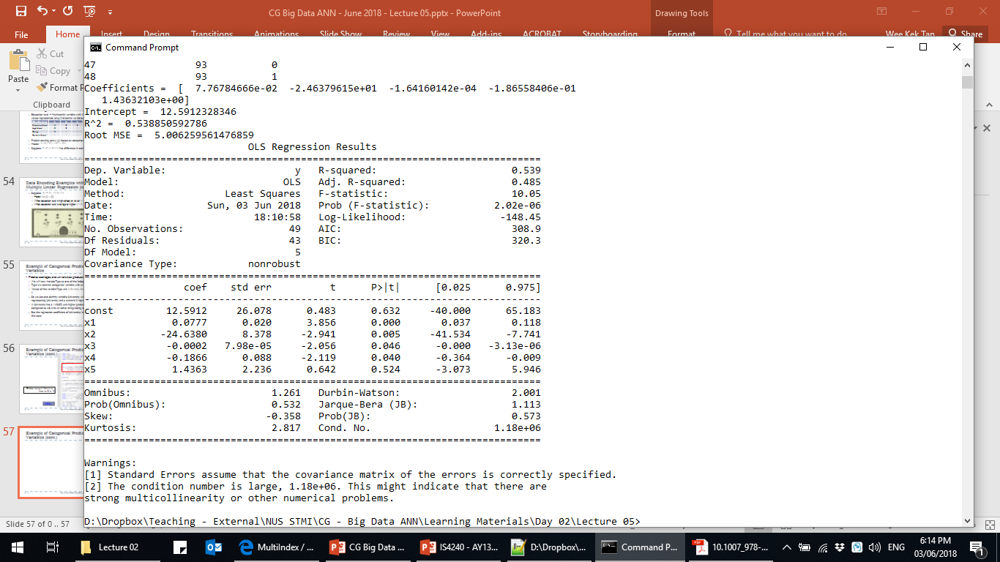 CG Big Data ANN - June 2018 - Lecture 05.pptx - PowerPoint
Drawing Tools
File Home Insert Design Transitions Animations Slide Show Review View Add-ins ACROBAT Storyboarding Format Tell me what you want to do Wee Kek Tan Share
Command Prompt
Cut
Copy
Paste
Format P
Clipboard
47 93 0
48 93 1
Coefficients = [ 7.76784666e-02 -2.46379615e+01 -1.64160142e-04 -1.86558406e-01
1.43632103e+00]
Intercept = 12.5912328346
R^2 = 0.538850592786
Root MSE = 5.006259561476859
OLS Regression Results
==============================================================================
Dep. Variable: y R-squared: 0.539
Model: OLS Adj. R-squared: 0.485
Method: Least Squares F-statistic: 10.05
Date: Sun, 03 Jun 2018 Prob (F-statistic): 2.02e-06
Time: 18:10:58 Log-Likelihood: -148.45
No. Observations: 49 AIC: 308.9
Df Residuals: 43 BIC: 320.3
Df Model: 5
Covariance Type: nonrobust
==============================================================================
coef std err t P>|t| [0.025 0.975]
------------------------------------------------------------------------------
const 12.5912 26.078 0.483 0.632 -40.000 65.183
x1 0.0777 0.020 3.856 0.000 0.037 0.118
x2 -24.6380 8.378 -2.941 0.005 -41.534 -7.741
x3 -0.0002 7.98e-05 -2.056 0.046 -0.000 -3.13e-06
x4 -0.1866 0.088 -2.119 0.040 -0.364 -0.009
x5 1.4363 2.236 0.642 0.524 -3.073 5.946
==============================================================================
Omnibus: 1.261 Durbin-Watson: 2.001
Prob(Omnibus): 0.532 Jarque-Bera (JB): 1.113
Skew: -0.358 Prob(JB): 0.573
Kurtosis: 2.817 Cond. No. 1.18e+06
==============================================================================
Warnings:
[1] Standard Errors assume that the covariance matrix of the errors is correctly specified.
[2] The condition number is large, 1.18e+06. This might indicate that there are
strong multicollinearity or other numerical problems.
D:\Dropbox\Teaching - External\NUS STMI\CG - Big Data ANN\Learning Materials\Day 02\Lecture 05>
54
Data Encoding Examples with
Multiple Linear Regression
55
Example of Categorical Predictor
Variables
56
Example of Categorical Predictor
Variables (cont.)
57
Example of Categorical Predictor
Variables (cont.)
Slide 57 of 0 .. 57
Lecture 02
MultiIndex / ...
CG Big Data ...
IS4240 - AY13...
D:\Dropbox\...
Command P...
10.1007_978-...
ENG
6:14 PM
03/06/2018
1